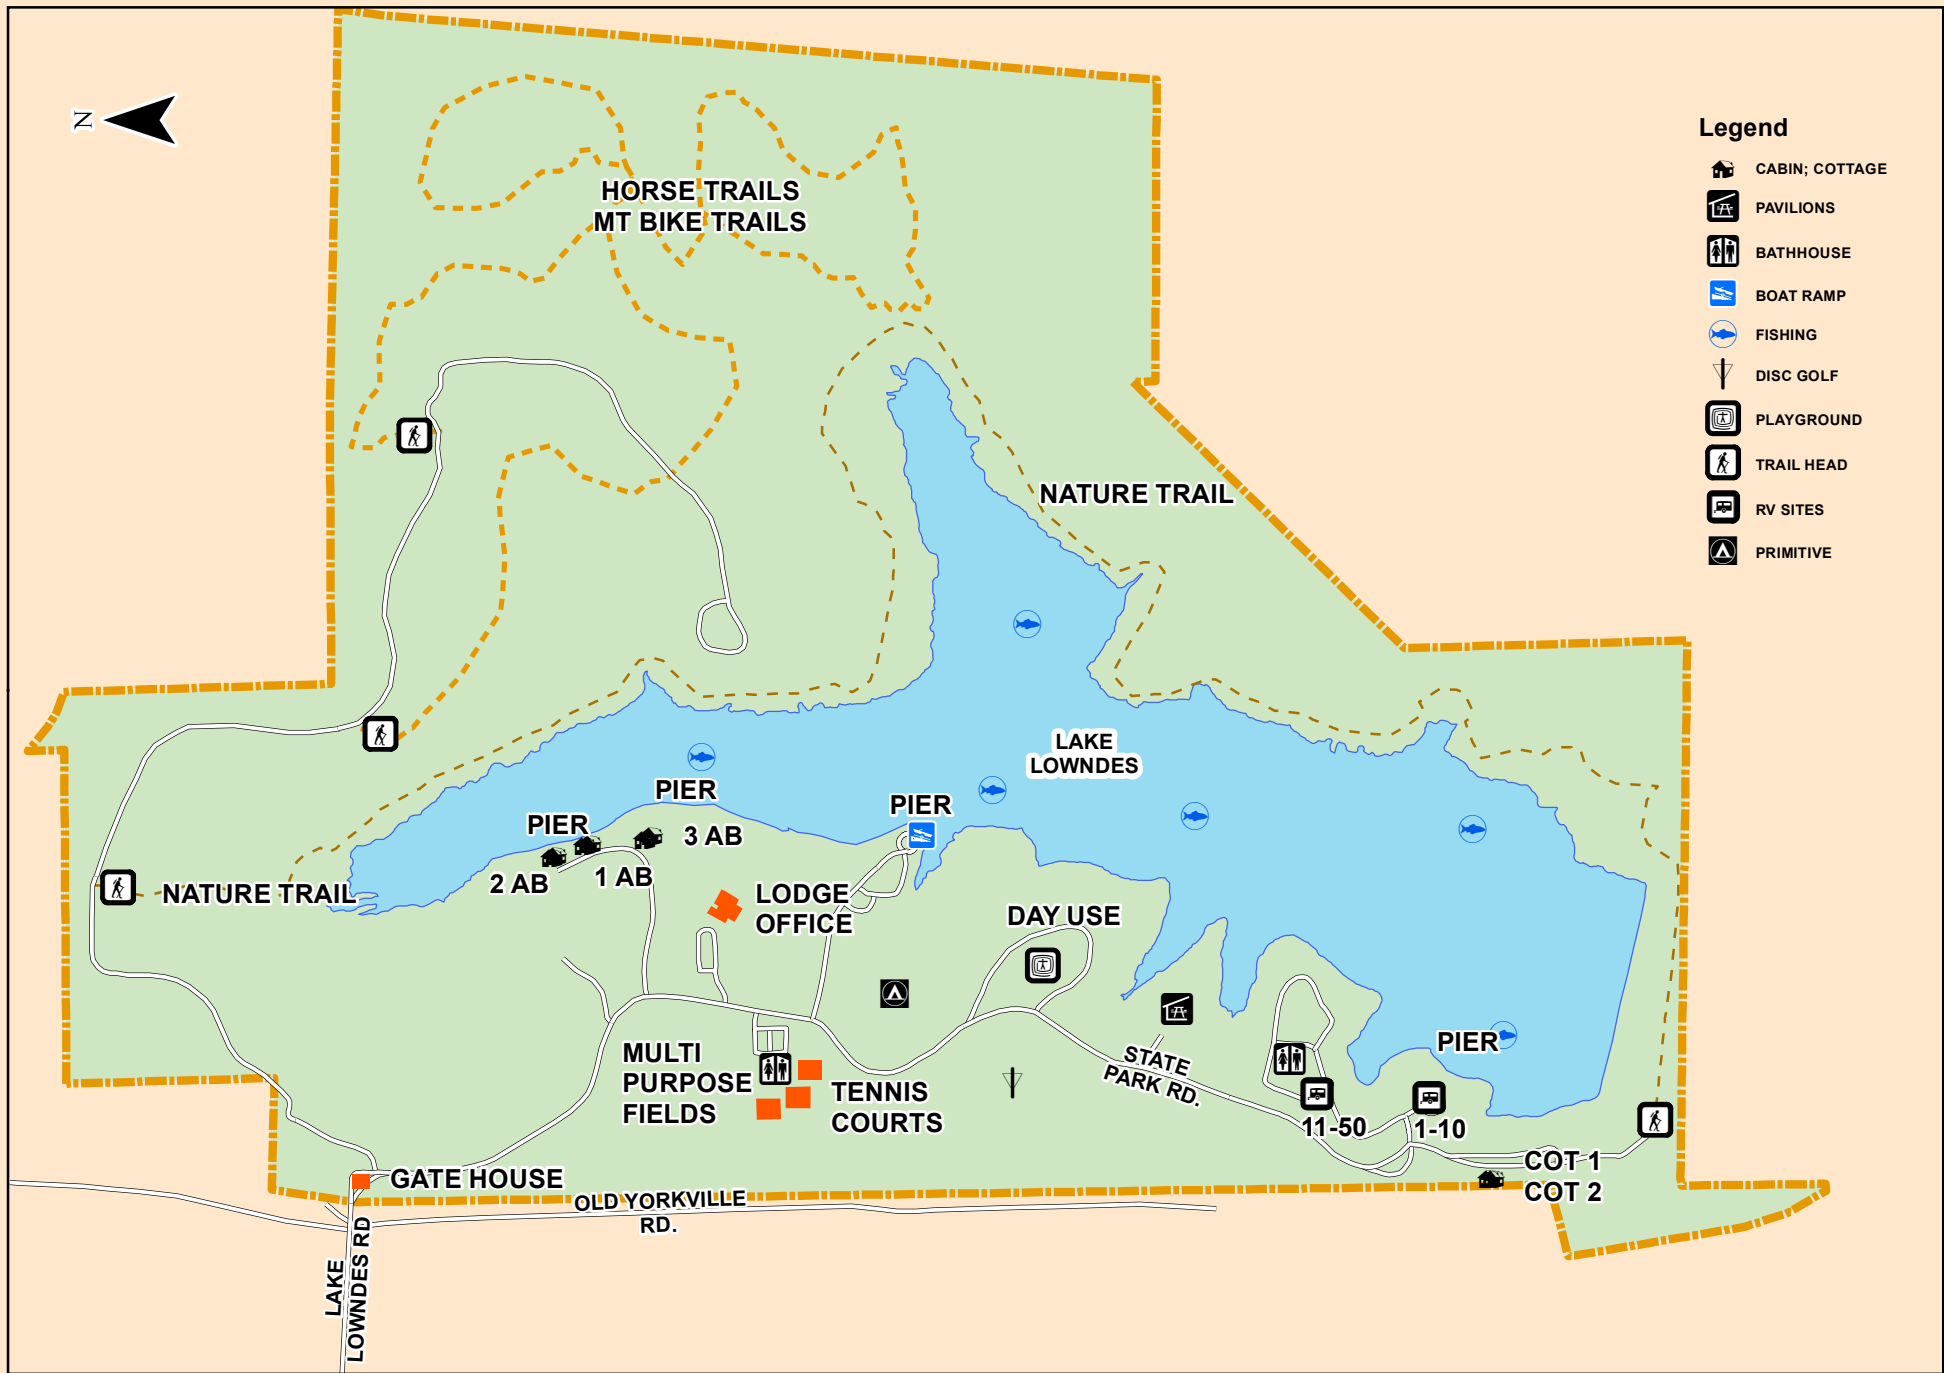 N
HORSE TRAILS
MT BIKE TRAILS
Legend
CABIN; COTTAGE
PAVILIONS
BATHHOUSE
BOAT RAMP
FISHING
DISC GOLF
PLAYGROUND
TRAIL HEAD
RV SITES
PRIMITIVE
NATURE TRAIL
LAKE
LOWNDES
PIER
PIER
PIER
3 AB
2 AB
1 AB
NATURE TRAIL
LODGE
OFFICE
DAY USE
MULTI
PURPOSE
FIELDS
TENNIS
COURTS
STATE
PARK RD.
PIER
11-50
1-10
COT 1
COT 2
GATE HOUSE
OLD YORKVILLE
RD.
LAKE
LOWNDES RD